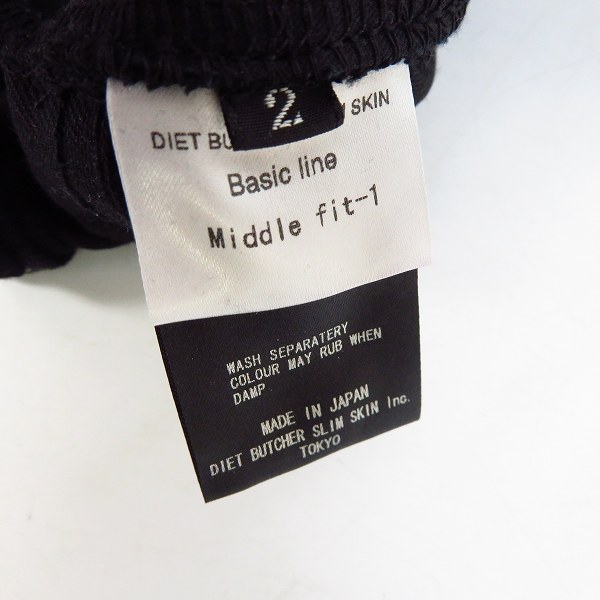 2
DIET BU SKIN
Basic line
Middle fit-1
WASH SEPARATERY
COLOUR MAY RUB WHEN
DAMP
MADE IN JAPAN
DIET BUTCHER SLIM SKIN Inc.
TOKYO